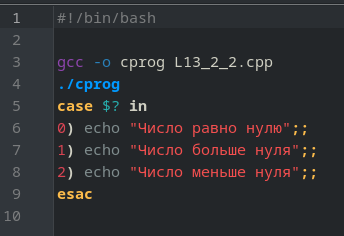 1 #!/bin/bash
2
3 gcc -o cprog L13_2_2.cpp
4 ./cprog
5 case $? in
6 0) echo "Число равно нулю";;
7 1) echo "Число больше нуля";;
8 2) echo "Число меньше нуля";;
9 esac
10